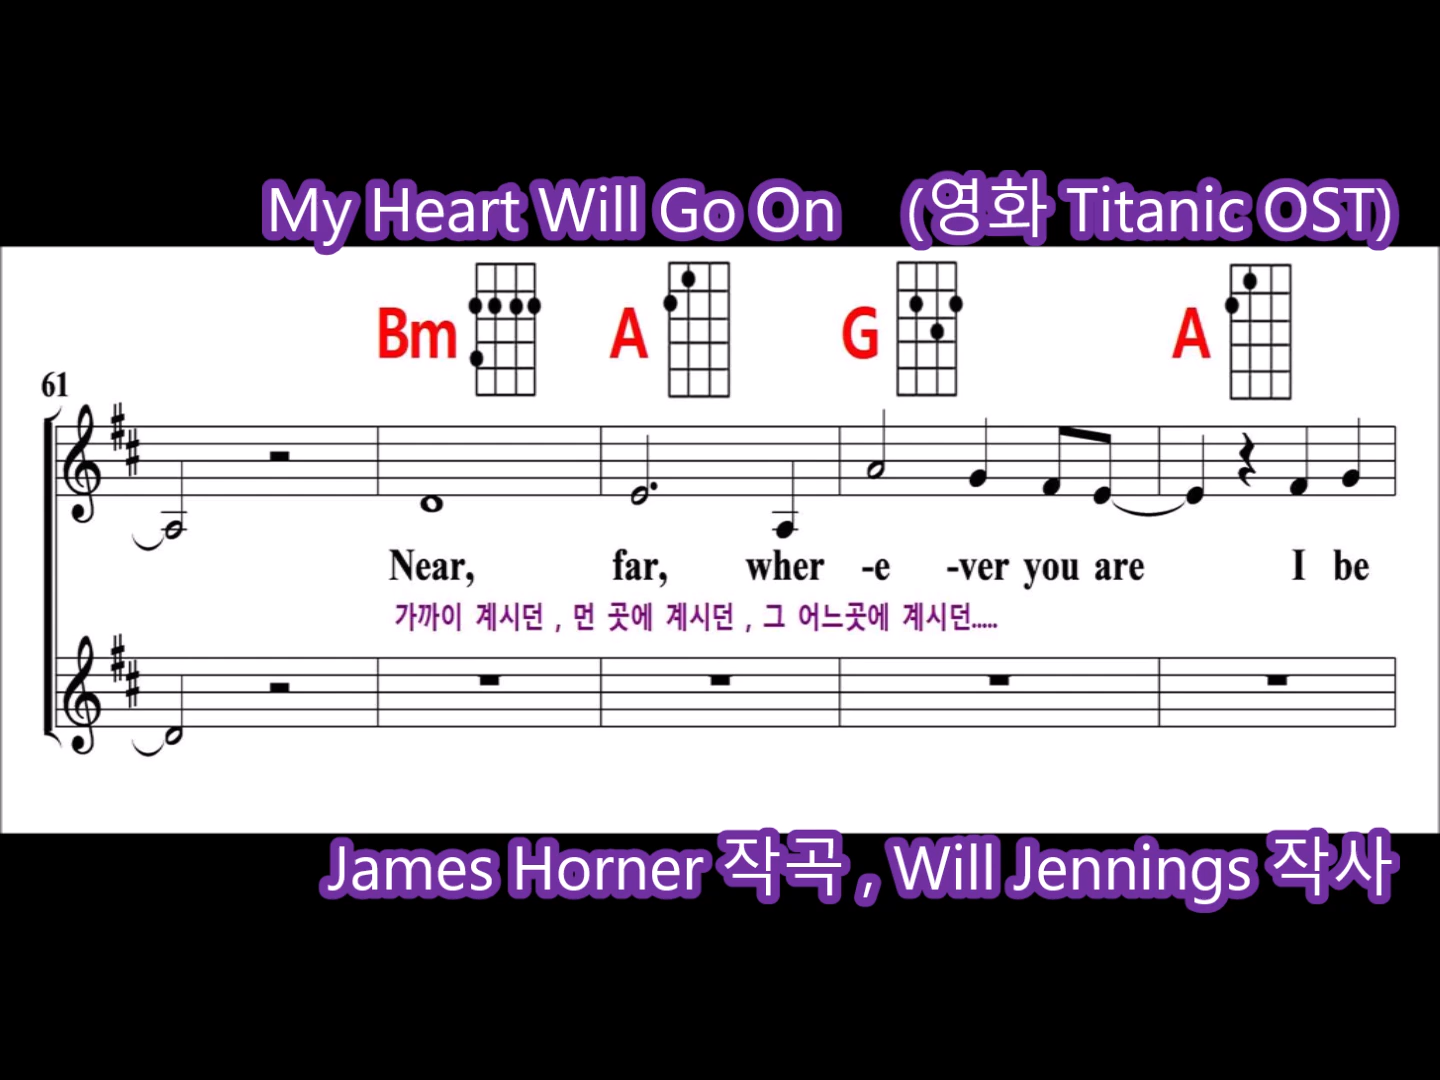 My Heart Will Go On (영화 Titanic OST)
Bm A G A
61
Near, far, wher -e -ver you are I be
가까이 계시던 , 먼 곳에 계시던 , 그 어느곳에 계시던.....
James Horner 작곡 , Will Jennings 작사